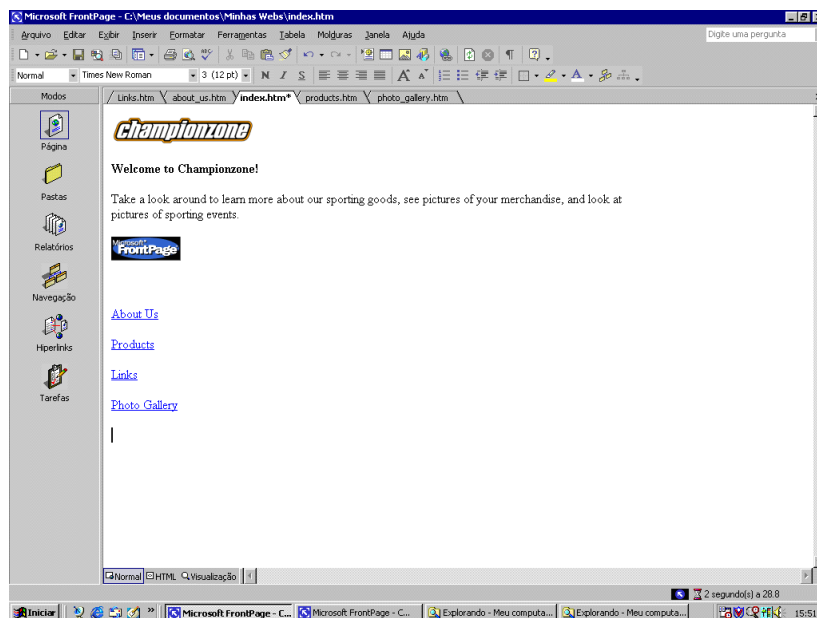 Microsoft FrontPage - C:\Meus documentos\Minhas Webs\index.htm
Arquivo Editar Exibir Inserir Formatar Ferramentas Tabela Molduras Janela Ajuda Digite uma pergunta
Normal Times New Roman 3 (12 pt) N I S A A A
Modos
Links.htm about_us.htm index.htm* products.htm photo_gallery.htm
championzone
Página
Welcome to Championzone!
Pastas
Take a look around to learn more about our sporting goods, see pictures of your merchandise, and look at
pictures of sporting events.
Relatórios
Microsoft
FrontPage
Navegação
About Us
Hiperlinks
Products
Links
Tarefas
Photo Gallery
Normal HTML Visualização
2 segundo(s) a 28.8
Iniciar » Microsoft FrontPage - C... Microsoft FrontPage - C... Explorando - Meu computa... Explorando - Meu computa... 15:51